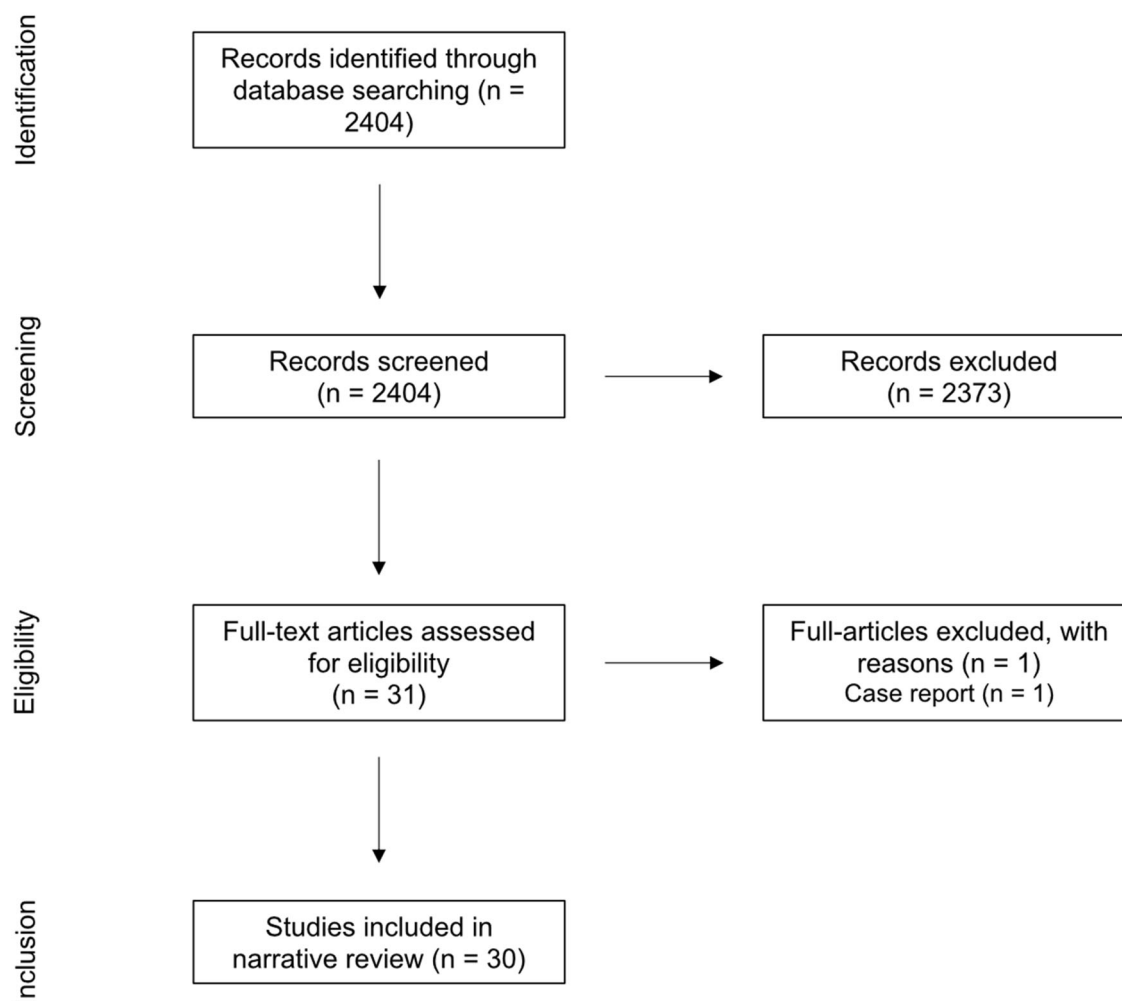 Identification
Records identified through
database searching (n =
2404)
Screening
Records screened
(n = 2404)
Records excluded
(n = 2373)
Eligibility
Full-text articles assessed
for eligibility
(n = 31)
Full-articles excluded, with
reasons (n = 1)
Case report (n = 1)
nclusion
Studies included in
narrative review (n = 30)